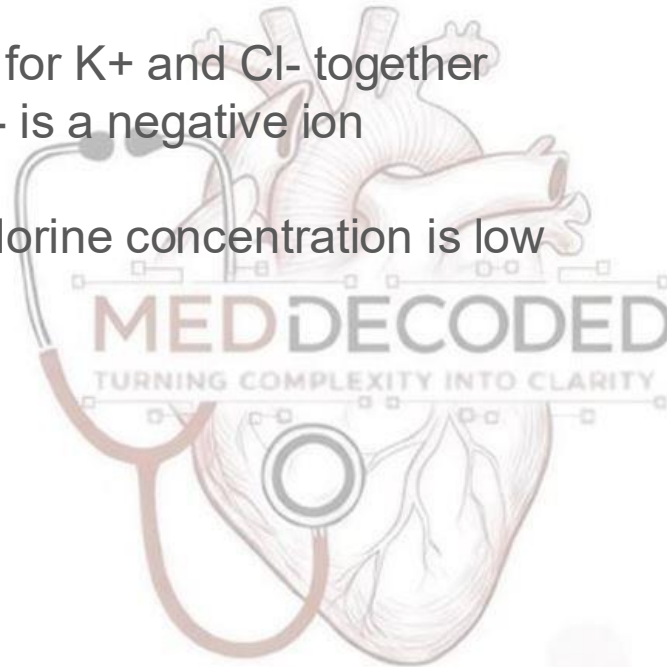 for K+ and Cl- together
- is a negative ion
lorine concentration is low
MEDDECODED
TURNING COMPLEXITY INTO CLARITY